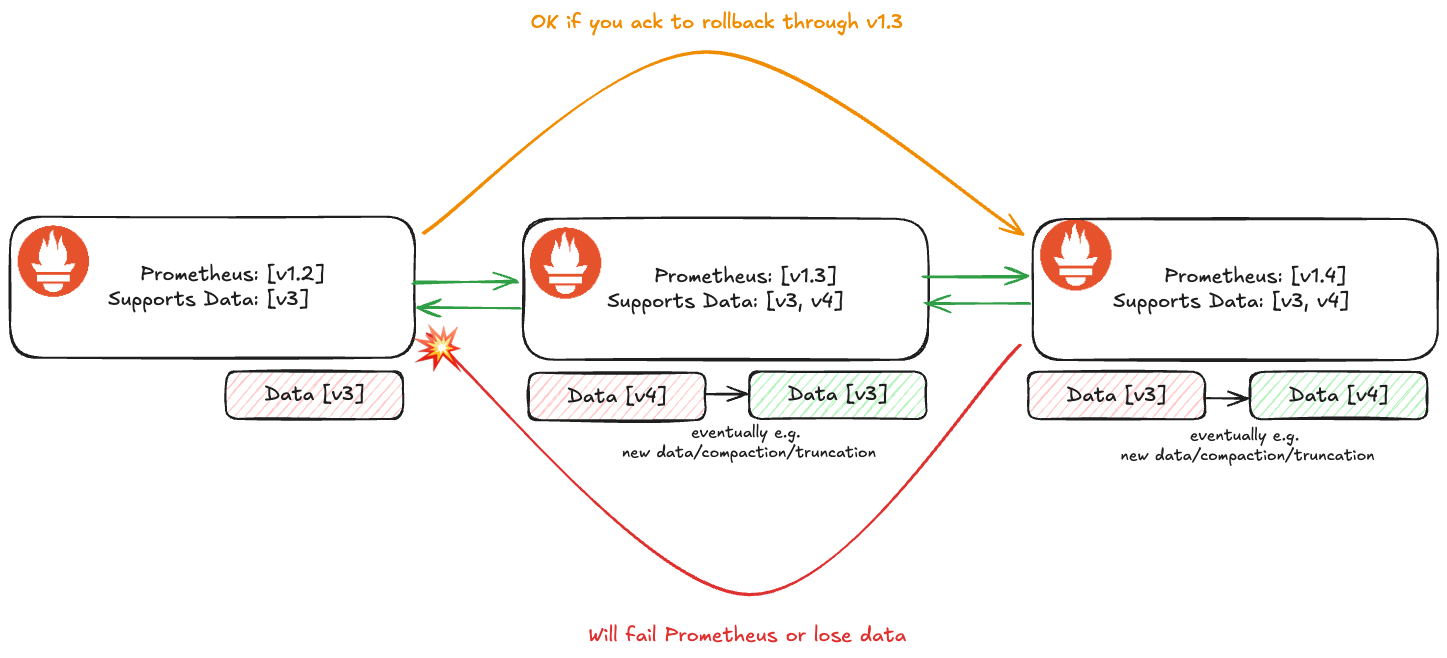 OK if you ack to rollback through v1.3
Prometheus: [v1.2]
Supports Data: [v3]
Prometheus: [v1.3]
Supports Data: [v3, v4]
Prometheus: [v1.4]
Supports Data: [v3, v4]
Data [v3]
Data [v4]
Data [v3]
eventually e.g.
new data/compaction/truncation
Data [v3]
Data [v4]
eventually e.g.
new data/compaction/truncation
Will fail Prometheus or lose data